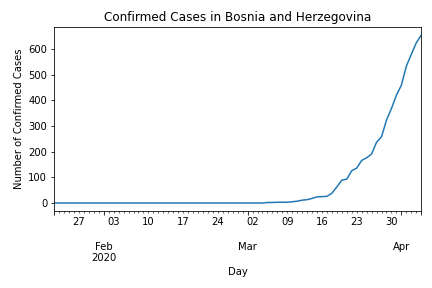 Confirmed Cases in Bosnia and Herzegovina
Number of Confirmed Cases
600
500
400
300
200
100
0
27 03 10 17 24 02 09 16 23 30
Feb Mar Apr
2020
Day